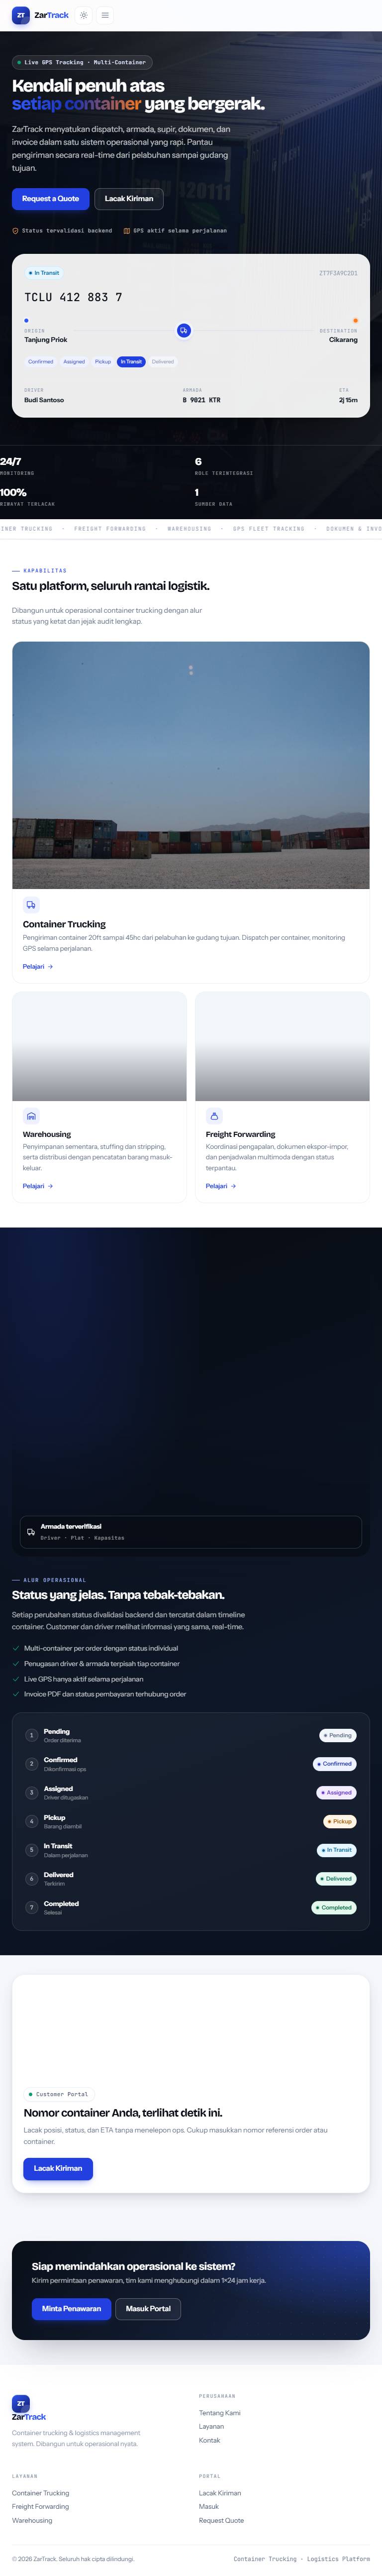 ZT ZarTrack
Live GPS Tracking · Multi-Container
Kendali penuh atas
setiap container yang bergerak.
ZarTrack menyatukan dispatch, armada, supir, dokumen, dan
invoice dalam satu sistem operasional yang rapi. Pantau
pengiriman secara real-time dari pelabuhan sampai gudang
tujuan.
Request a Quote
Lacak Kiriman
Status tervalidasi backend
GPS aktif selama perjalanan
In Transit
ZT7F3A9C2D1
TCLU 412 883 7
ORIGIN
DESTINATION
Tanjung Priok
Cikarang
Confirmed
Assigned
Pickup
In Transit
Delivered
DRIVER
ARMADA
ETA
Budi Santoso
B 9021 KTR
2j 15m
24/7
MONITORING
6
ROLE TERINTEGRASI
100%
RIWAYAT TERLACAK
1
SUMBER DATA
INER TRUCKING · FREIGHT FORWARDING · WAREHOUSING · GPS FLEET TRACKING · DOKUMEN & INVO
KAPABILITAS
Satu platform, seluruh rantai logistik.
Dibangun untuk operasional container trucking dengan alur
status yang ketat dan jejak audit lengkap.
Container Trucking
Pengiriman container 20ft sampai 45hc dari pelabuhan ke gudang tujuan. Dispatch per container, monitoring
GPS selama perjalanan.
Pelajari →
Warehousing
Penyimpanan sementara, stuffing dan stripping,
serta distribusi dengan pencatatan barang masuk-
keluar.
Pelajari →
Freight Forwarding
Koordinasi pengapalan, dokumen ekspor-impor,
dan penjadwalan multimoda dengan status
terpantau.
Pelajari →
Armada terverifikasi
Driver · Plat · Kapasitas
ALUR OPERASIONAL
Status yang jelas. Tanpa tebak-tebakan.
Setiap perubahan status divalidasi backend dan tercatat dalam timeline
container. Customer dan driver melihat informasi yang sama, real-time.
Multi-container per order dengan status individual
Penugasan driver & armada terpisah tiap container
Live GPS hanya aktif selama perjalanan
Invoice PDF dan status pembayaran terhubung order
1 Pending
Order diterima
Pending
2 Confirmed
Dikonfirmasi ops
Confirmed
3 Assigned
Driver ditugaskan
Assigned
4 Pickup
Barang diambil
Pickup
5 In Transit
Dalam perjalanan
In Transit
6 Delivered
Terkirim
Delivered
7 Completed
Selesai
Completed
Customer Portal
Nomor container Anda, terlihat detik ini.
Lacak posisi, status, dan ETA tanpa menelepon ops. Cukup masukkan nomor referensi order atau
container.
Lacak Kiriman
Siap memindahkan operasional ke sistem?
Kirim permintaan penawaran, tim kami menghubungi dalam 1×24 jam kerja.
Minta Penawaran
Masuk Portal
ZT
ZarTrack
Container trucking & logistics management
system. Dibangun untuk operasional nyata.
PERUSAHAAN
Tentang Kami
Layanan
Kontak
LAYANAN
Container Trucking
Freight Forwarding
Warehousing
PORTAL
Lacak Kiriman
Masuk
Request Quote
© 2026 ZarTrack. Seluruh hak cipta dilindungi.
Container Trucking · Logistics Platform